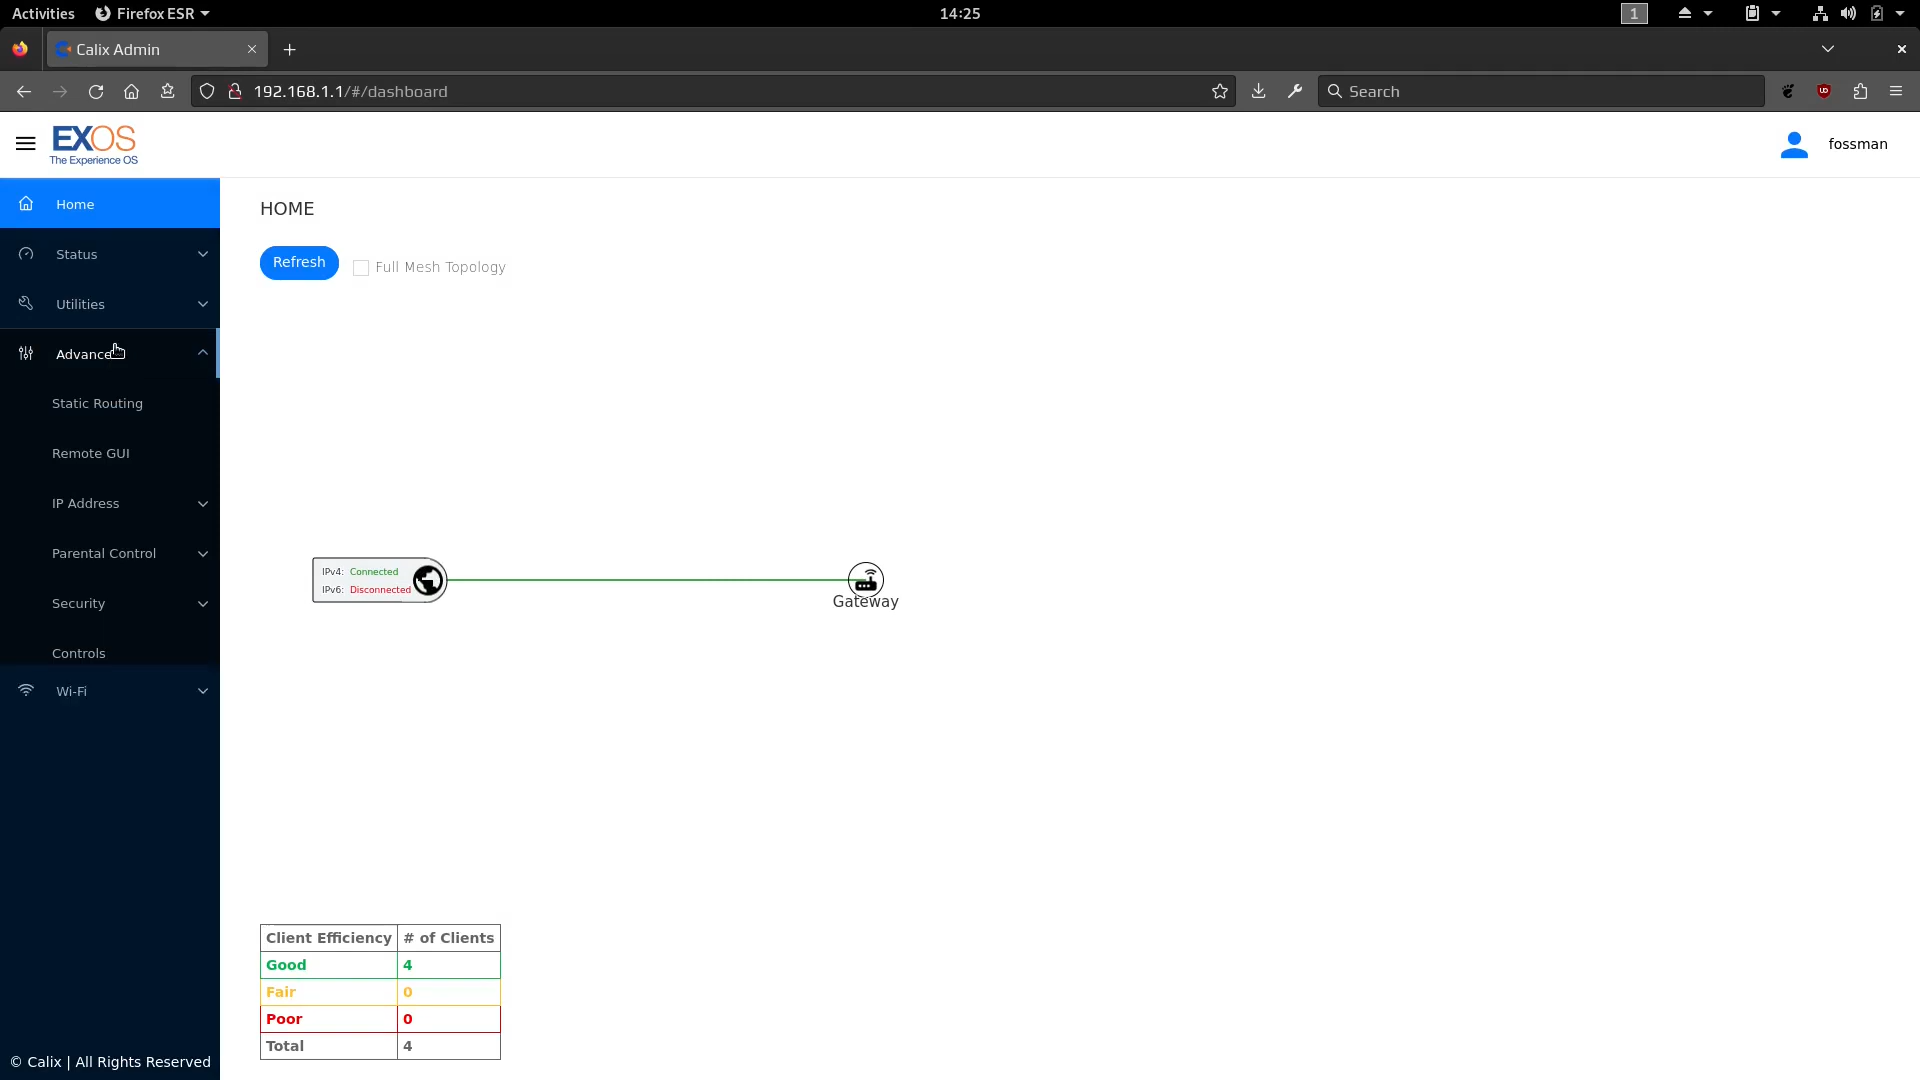 Activities Firefox ESR 14:25 1
Calix Admin
192.168.1.1/#/dashboard Search
EXOS
The Experience OS
fossman
Home
Status
Utilities
Advance
Static Routing
Remote GUI
IP Address
Parental Control
Security
Controls
Wi-Fi
© Calix | All Rights Reserved
HOME
Refresh Full Mesh Topology
IPv4: Connected
IPv6: Disconnected
Gateway
Client Efficiency # of Clients
Good 4
Fair 0
Poor 0
Total 4